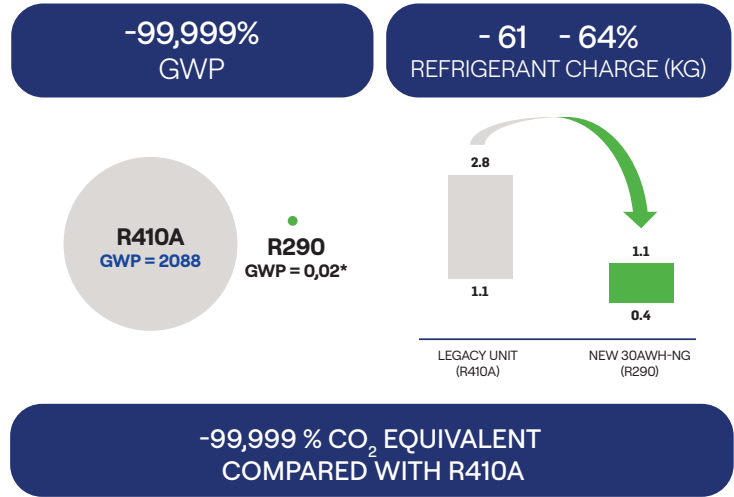 -99,999%
GWP
- 61 - 64%
REFRIGERANT CHARGE (KG)
R410A
GWP = 2088
R290
GWP = 0,02*
2.8
1.1
1.1
0.4
LEGACY UNIT
(R410A)
NEW 30AWH-NG
(R290)
-99,999 % CO₂ EQUIVALENT
COMPARED WITH R410A